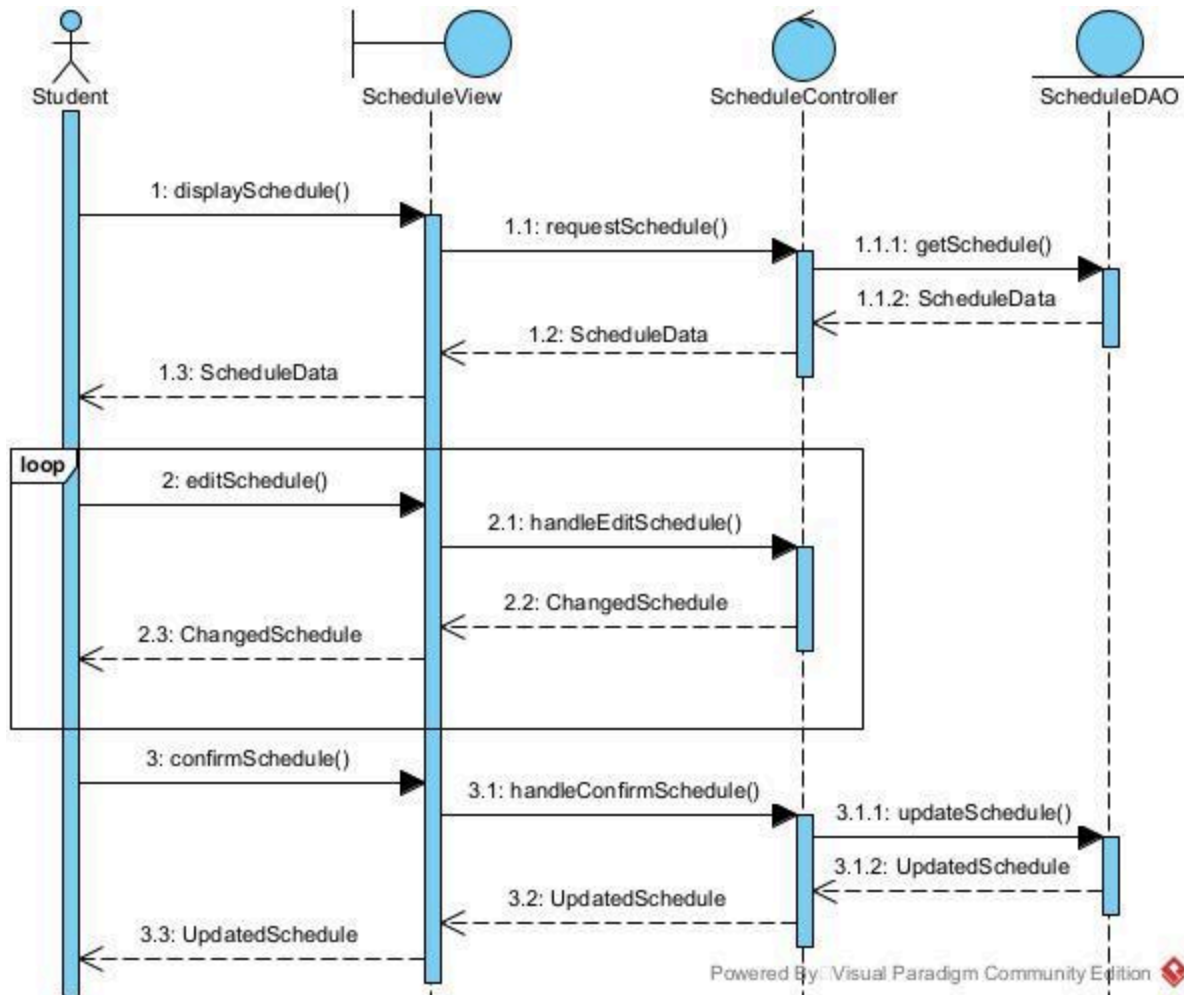 Student
ScheduleView
ScheduleController
ScheduleDAO
1: displaySchedule()
1.1: requestSchedule()
1.1.1: getSchedule()
1.1.2: ScheduleData
1.2: ScheduleData
1.3: ScheduleData
loop
2: editSchedule()
2.1: handleEditSchedule()
2.2: ChangedSchedule
2.3: ChangedSchedule
3: confirmSchedule()
3.1: handleConfirmSchedule()
3.1.1: updateSchedule()
3.1.2: UpdatedSchedule
3.2: UpdatedSchedule
3.3: UpdatedSchedule
Powered By Visual Paradigm Community Edition